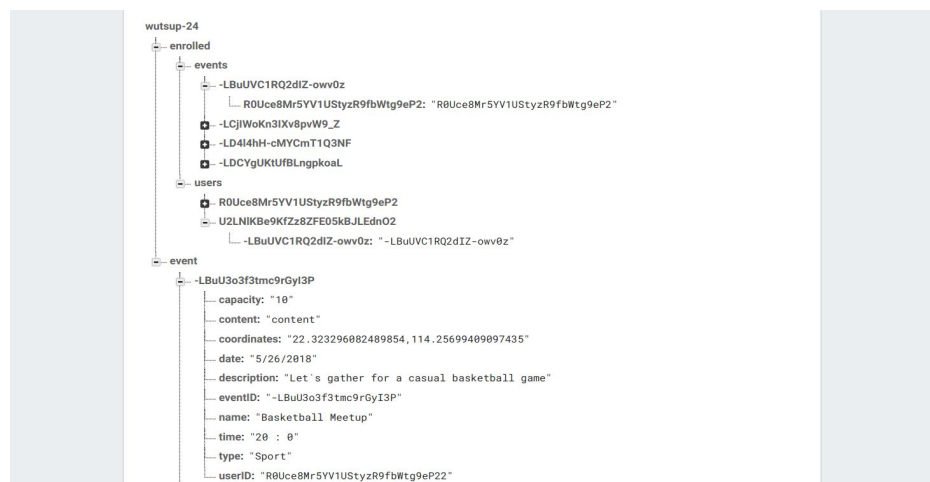 wutsup-24
enrolled
events
-LBuUVC1RQ2dIZ-owv0z
R0Uce8Mr5YV1UStyzR9fbWtg9eP2: "R0Uce8Mr5YV1UStyzR9fbWtg9eP2"
-LCjlWoKn3IXv8pvW9_Z
-LD4l4hH-cMYCmT1Q3NF
-LDCYgUKtUfBLngpkoaL
users
R0Uce8Mr5YV1UStyzR9fbWtg9eP2
U2LNlKBe9KfZz8ZFE05kBJLEdnO2
-LBuUVC1RQ2dIZ-owv0z: "-LBuUVC1RQ2dIZ-owv0z"
event
-LBuU3o3f3tmc9rGyI3P
capacity: "10"
content: "content"
coordinates: "22.323296082489854,114.25699409097435"
date: "5/26/2018"
description: "Let`s gather for a casual basketball game"
eventID: "-LBuU3o3f3tmc9rGyI3P"
name: "Basketball Meetup"
time: "20 : 0"
type: "Sport"
userID: "R0Uce8Mr5YV1UStyzR9fbWtg9eP22"